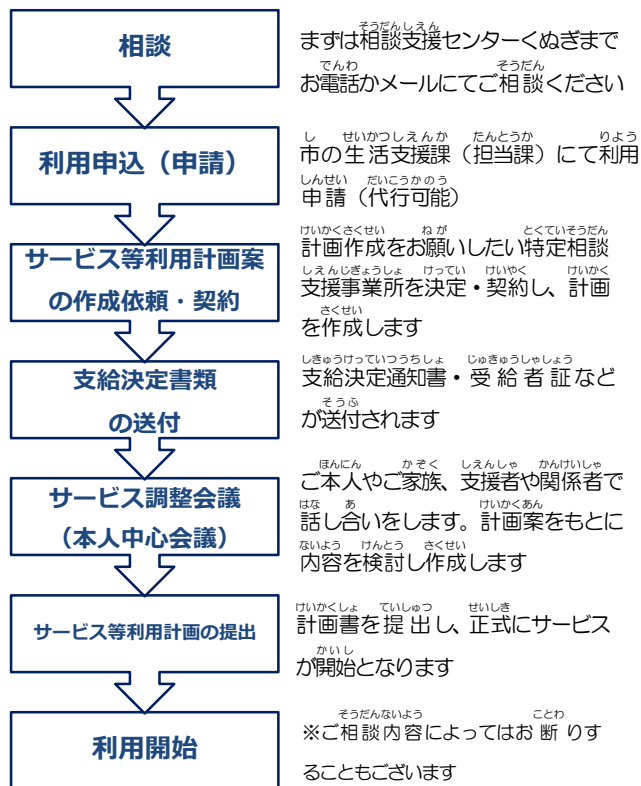 相談
まずは相談支援センターくぬぎまで
お電話かメールにてご相談ください
利用申込（申請）
市の生活支援課（担当課）にて利用
申請（代行可能）
サービス等利用計画案
の作成依頼・契約
計画作成をお願いしたい特定相談
支援事業所を決定・契約し、計画
を作成します
支給決定書類
の送付
支給決定通知書・受給者証など
が送付されます
サービス調整会議
（本人中心会議）
ご本人やご家族、支援者や関係者で
話し合いをします。計画案をもとに
内容を検討し作成します
サービス等利用計画の提出
計画書を提出し、正式にサービス
が開始となります
利用開始
※ご相談内容によってはお断りす
ることもございます